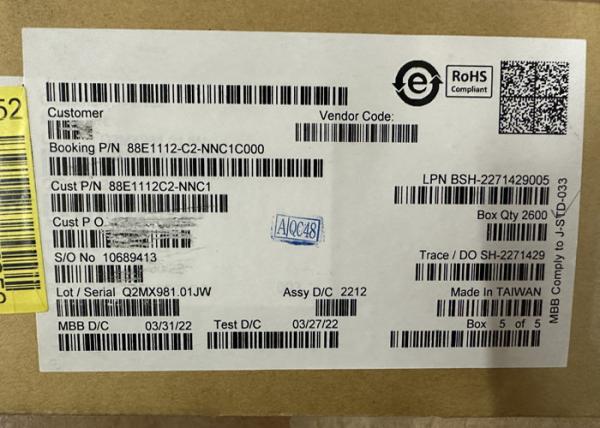 52
e
RoHS
Compliant
Customer
Vendor Code:
Booking P/N 88E1112-C2-NNC1C000
Cust P/N 88E1112C2-NNC1
LPN BSH-2271429005
Cust P O
Box Qty 2600
A QC48
S/O No 10689413
Trace / DO SH-2271429
Lot / Serial Q2MX981.01JW
Assy D/C 2212
Made In TAIWAN
MBB D/C 03/31/22
Test D/C 03/27/22
Box 5 of 5
MBB Comply to J-STD-033